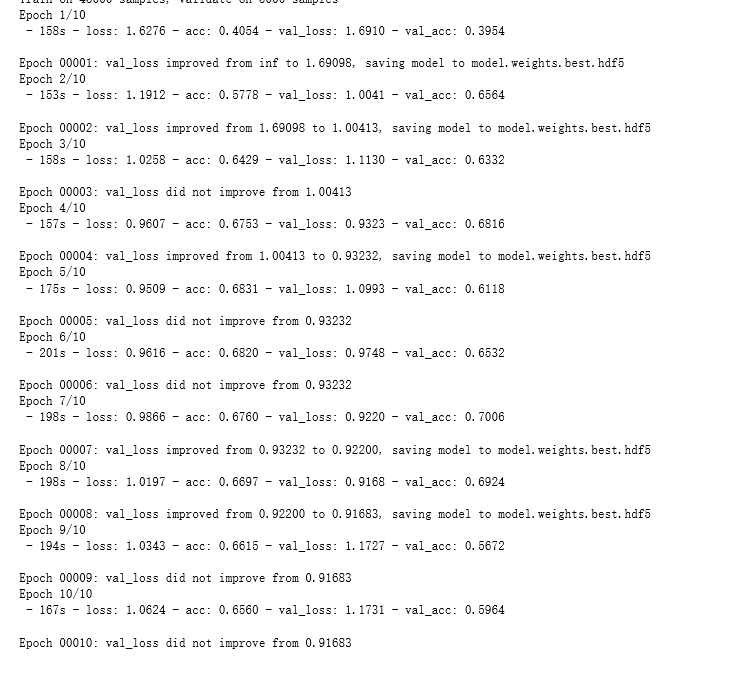 Train on 45000 samples, validate on 5000 samples
Epoch 1/10
 - 158s - loss: 1.6276 - acc: 0.4054 - val_loss: 1.6910 - val_acc: 0.3954
Epoch 00001: val_loss improved from inf to 1.69098, saving model to model.weights.best.hdf5
Epoch 2/10
 - 153s - loss: 1.1912 - acc: 0.5778 - val_loss: 1.0041 - val_acc: 0.6564
Epoch 00002: val_loss improved from 1.69098 to 1.00413, saving model to model.weights.best.hdf5
Epoch 3/10
 - 158s - loss: 1.0258 - acc: 0.6429 - val_loss: 1.1130 - val_acc: 0.6332
Epoch 00003: val_loss did not improve from 1.00413
Epoch 4/10
 - 157s - loss: 0.9607 - acc: 0.6753 - val_loss: 0.9323 - val_acc: 0.6816
Epoch 00004: val_loss improved from 1.00413 to 0.93232, saving model to model.weights.best.hdf5
Epoch 5/10
 - 175s - loss: 0.9509 - acc: 0.6831 - val_loss: 1.0993 - val_acc: 0.6118
Epoch 00005: val_loss did not improve from 0.93232
Epoch 6/10
 - 201s - loss: 0.9616 - acc: 0.6820 - val_loss: 0.9748 - val_acc: 0.6532
Epoch 00006: val_loss did not improve from 0.93232
Epoch 7/10
 - 198s - loss: 0.9866 - acc: 0.6760 - val_loss: 0.9220 - val_acc: 0.7006
Epoch 00007: val_loss improved from 0.93232 to 0.92200, saving model to model.weights.best.hdf5
Epoch 8/10
 - 198s - loss: 1.0197 - acc: 0.6697 - val_loss: 0.9168 - val_acc: 0.6924
Epoch 00008: val_loss improved from 0.92200 to 0.91683, saving model to model.weights.best.hdf5
Epoch 9/10
 - 194s - loss: 1.0343 - acc: 0.6615 - val_loss: 1.1727 - val_acc: 0.5672
Epoch 00009: val_loss did not improve from 0.91683
Epoch 10/10
 - 167s - loss: 1.0624 - acc: 0.6560 - val_loss: 1.1731 - val_acc: 0.5964
Epoch 00010: val_loss did not improve from 0.91683